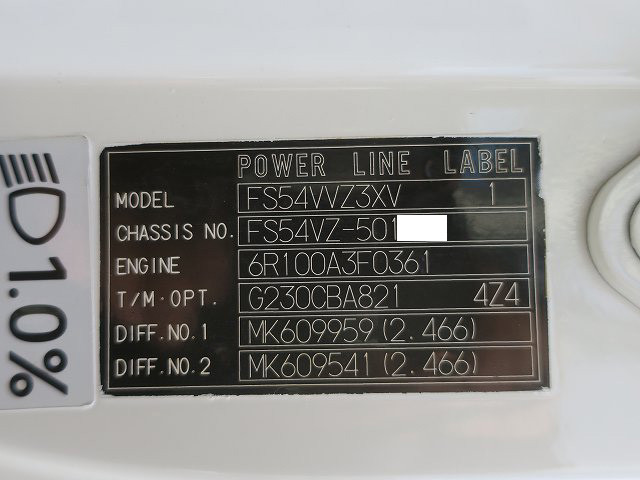 POWER LINE LABEL
MODEL FS54VVZ3XV 1
CHASSIS NO. FS54VZ-501
ENGINE 6R100A3F0361
T/M·OPT. G230CBA821 4Z4
DIFF.NO.1 MK609959(2.466)
DIFF.NO.2 MK609541(2.466)
1.0%